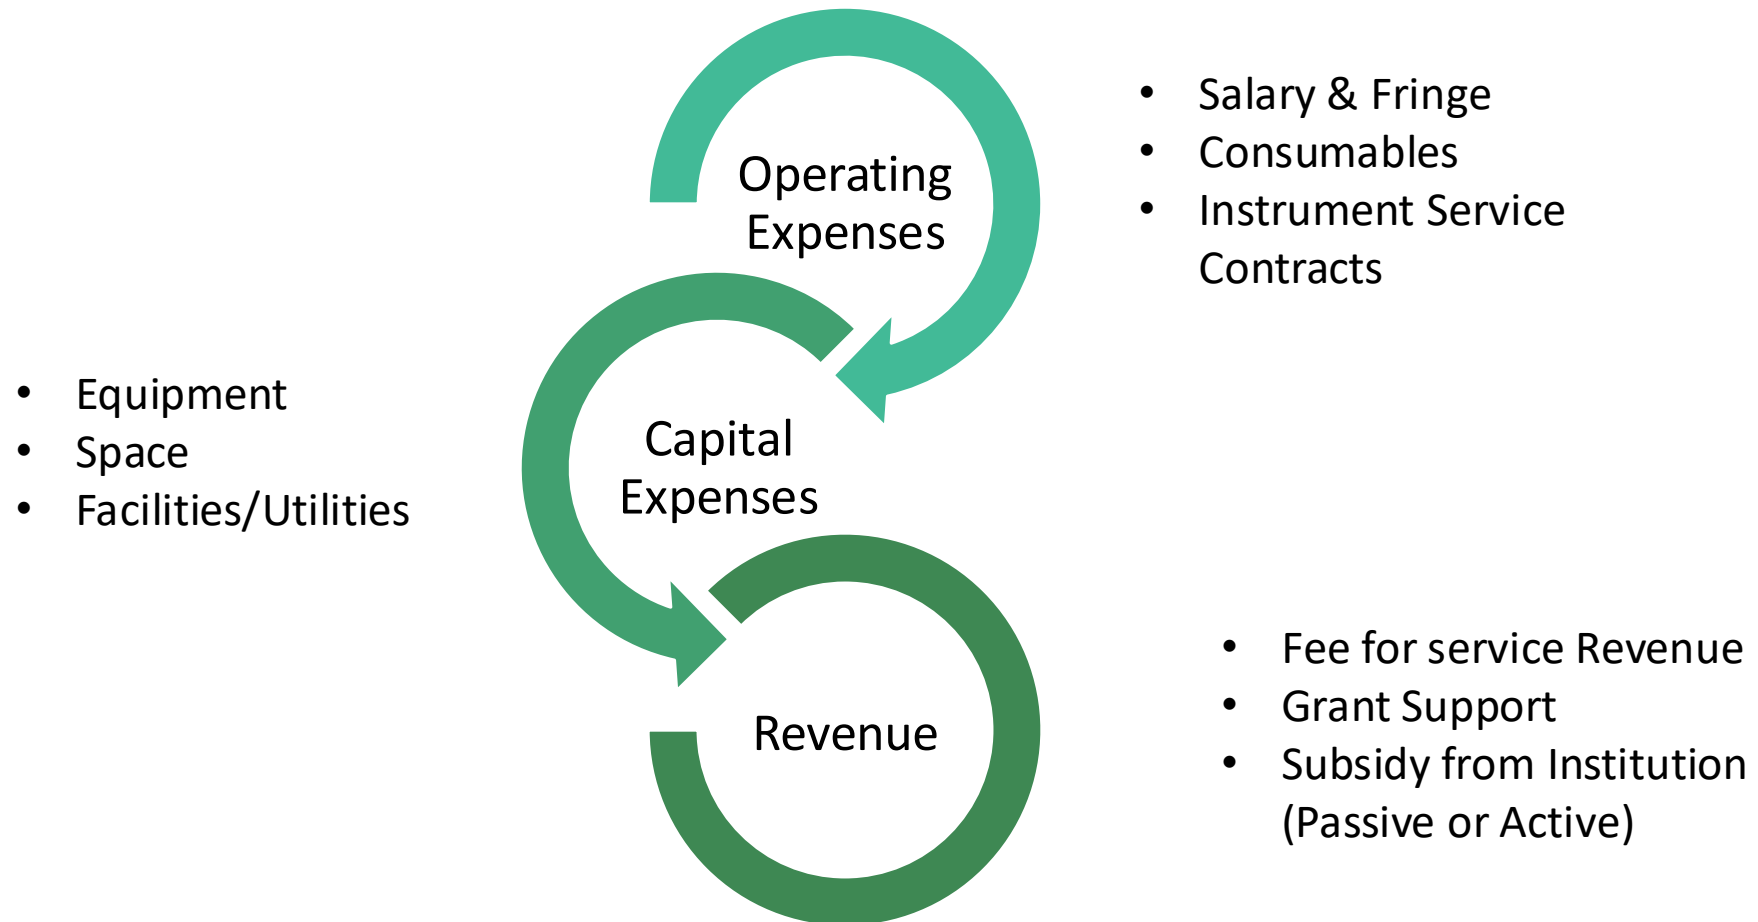 Operating
Expenses
• Salary & Fringe
• Consumables
• Instrument Service
Contracts
Capital
Expenses
• Equipment
• Space
• Facilities/Utilities
Revenue
• Fee for service Revenue
• Grant Support
• Subsidy from Institution
(Passive or Active)